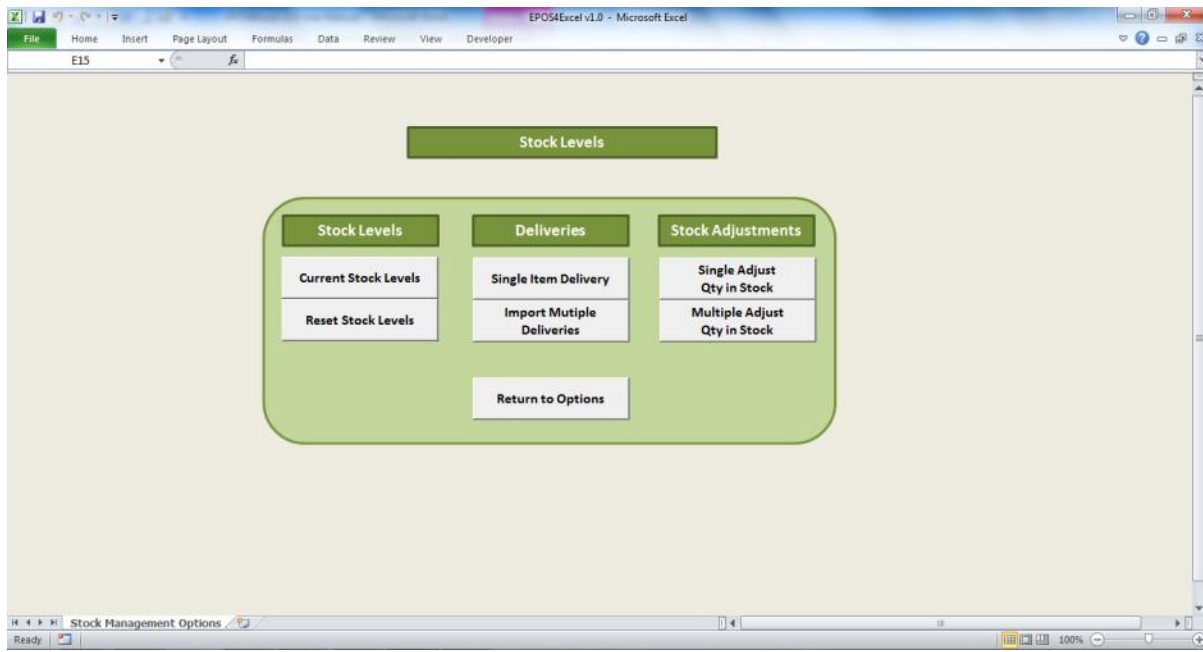 EPOS4Excel v1.0 - Microsoft Excel
File Home Insert Page Layout Formulas Data Review View Developer
E15 fx
Stock Levels
Stock Levels Deliveries Stock Adjustments
Current Stock Levels
Single Item Delivery
Single Adjust
Qty in Stock
Reset Stock Levels
Import Mutiple
Deliveries
Multiple Adjust
Qty in Stock
Return to Options
Stock Management Options
Ready 100%